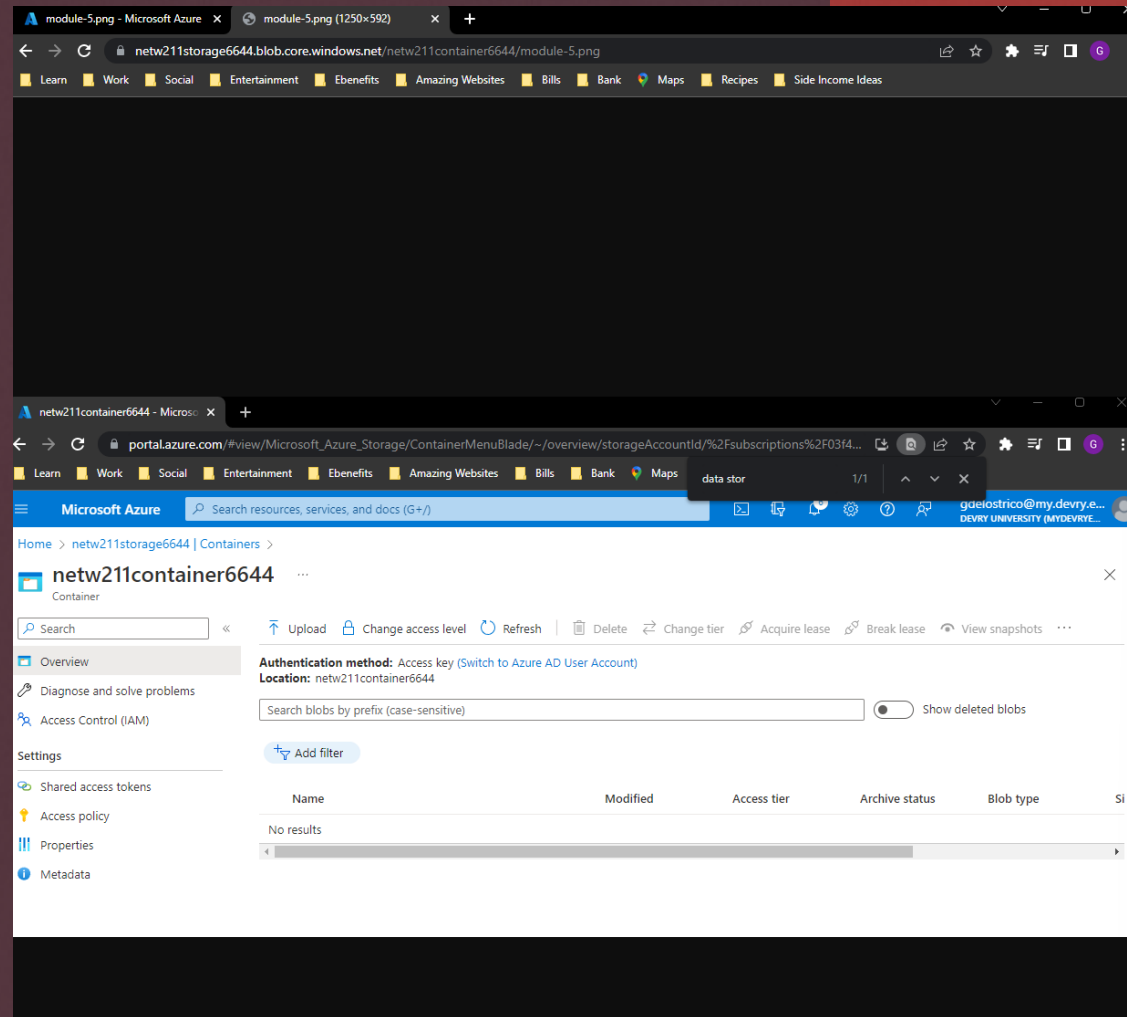 module-5.png - Microsoft Azure
module-5.png (1250×592)
netw211storage6644.blob.core.windows.net/netw211container6644/module-5.png
G
Learn Work Social Entertainment Ebenefits Amazing Websites Bills Bank Maps Recipes Side Income Ideas
netw211container6644 - Microso
portal.azure.com/#view/Microsoft_Azure_Storage/ContainerMenuBlade/~/overview/storageAccountId/%2Fsubscriptions%2F03f4...
G
Learn Work Social Entertainment Ebenefits Amazing Websites Bills Bank Maps
data stor 1/1
Microsoft Azure
Search resources, services, and docs (G+/)
gdelostrico@my.devry.e...
DEVRY UNIVERSITY (MYDEVRYE...
Home > netw211storage6644 | Containers >
netw211container6644 ...
Container
Search «
Upload Change access level Refresh Delete Change tier Acquire lease Break lease View snapshots ...
Overview
Diagnose and solve problems
Access Control (IAM)
Settings
Shared access tokens
Access policy
Properties
Metadata
Authentication method: Access key (Switch to Azure AD User Account)
Location: netw211container6644
Search blobs by prefix (case-sensitive)
Show deleted blobs
Add filter
Name Modified Access tier Archive status Blob type Si
No results